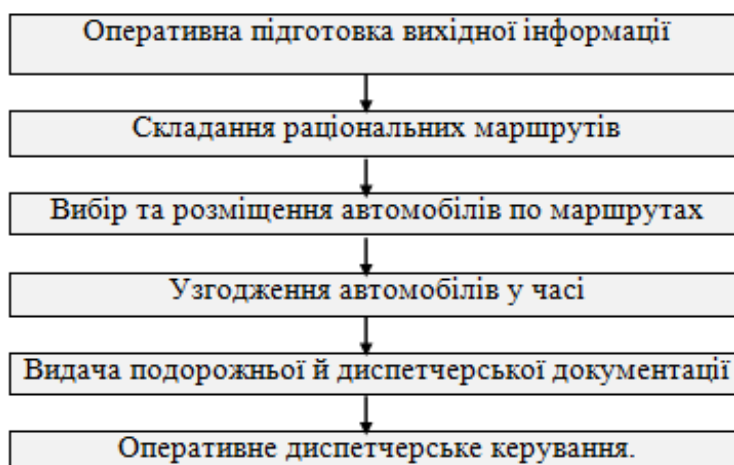 Оперативна підготовка вихідної інформації
Складання раціональних маршрутів
Вибір та розміщення автомобілів по маршрутах
Узгодження автомобілів у часі
Видача подорожньої й диспетчерської документації
Оперативне диспетчерське керування.